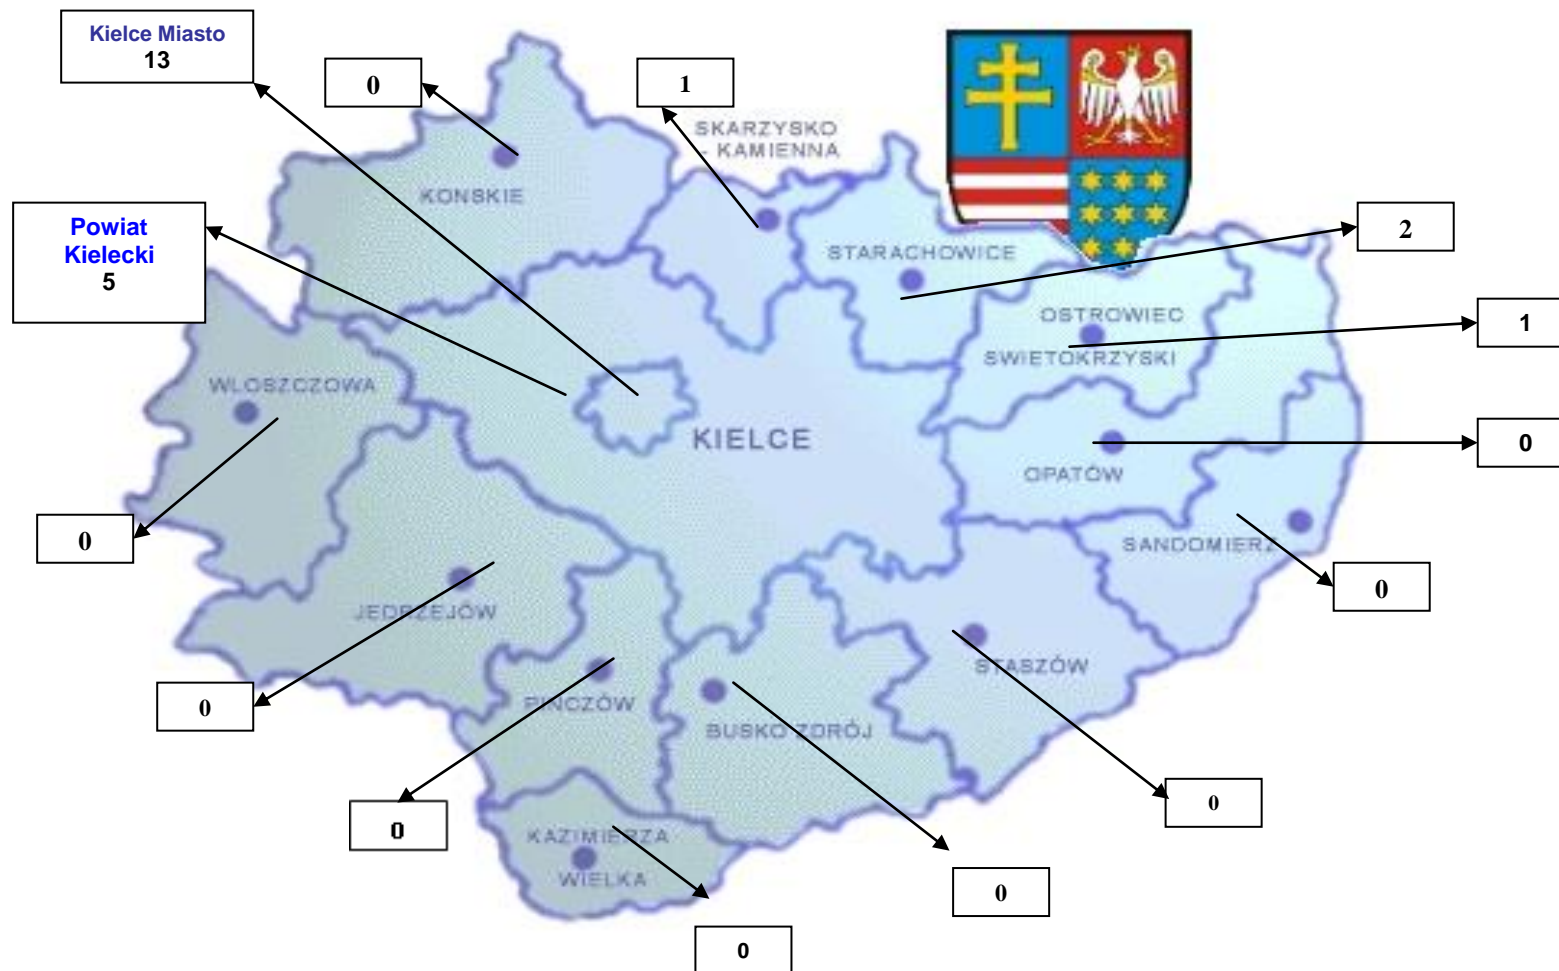 Kielce Miasto
13
0
1
SKARZYSKO
- KAMIENNA
KONSKIE
Powiat
Kielecki
5
STARACHOWICE
2
OSTROWIEC
SWIETOKRZYSKI
1
WLOSZCZOWA
KIELCE
0
OPATÓW
0
SANDOMIERZ
0
JEDRZEJÓW
STASZÓW
0
PINCZÓW
BUSKO ZDRÓJ
0
0
KAZIMIERZA
WIELKA
0
0